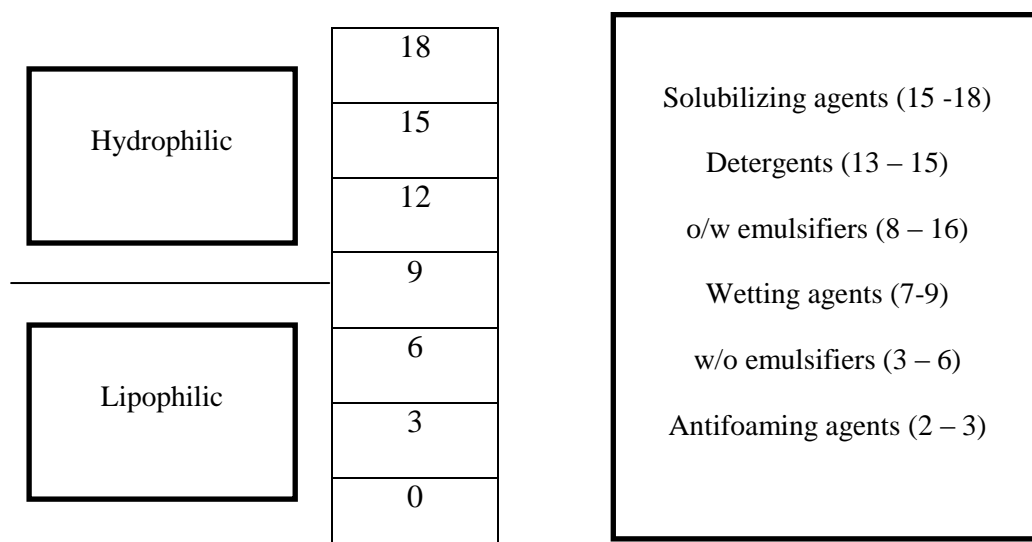 Hydrophilic
Lipophilic
18
15
12
9
6
3
0
Solubilizing agents (15 -18)
Detergents (13 – 15)
o/w emulsifiers (8 – 16)
Wetting agents (7-9)
w/o emulsifiers (3 – 6)
Antifoaming agents (2 – 3)